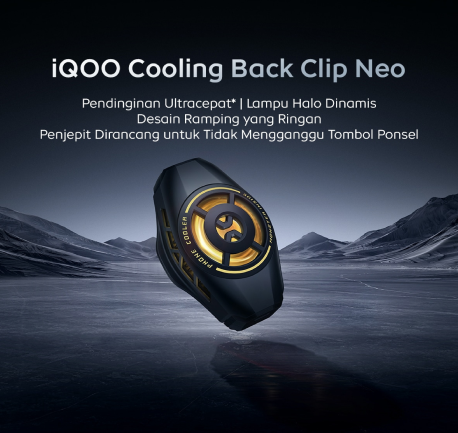 iQOO Cooling Back Clip Neo
Pendinginan Ultracepat* | Lampu Halo Dinamis
Desain Ramping yang Ringan
Penjepit Dirancang untuk Tidak Mengganggu Tombol Ponsel
PHONE COOLER